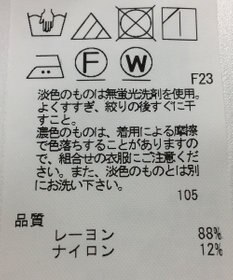 F W
F23
淡色のものは無蛍光洗剤を使用。
よくすすぎ、絞りの後すぐに干
すこと。
濃色のものは、着用による摩擦
で色落ちすることがありますの
で、組合せの衣服にご注意くだ
さい。また、淡色のものとは別
にお洗い下さい。
105
品質
レーヨン 88%
ナイロン 12%